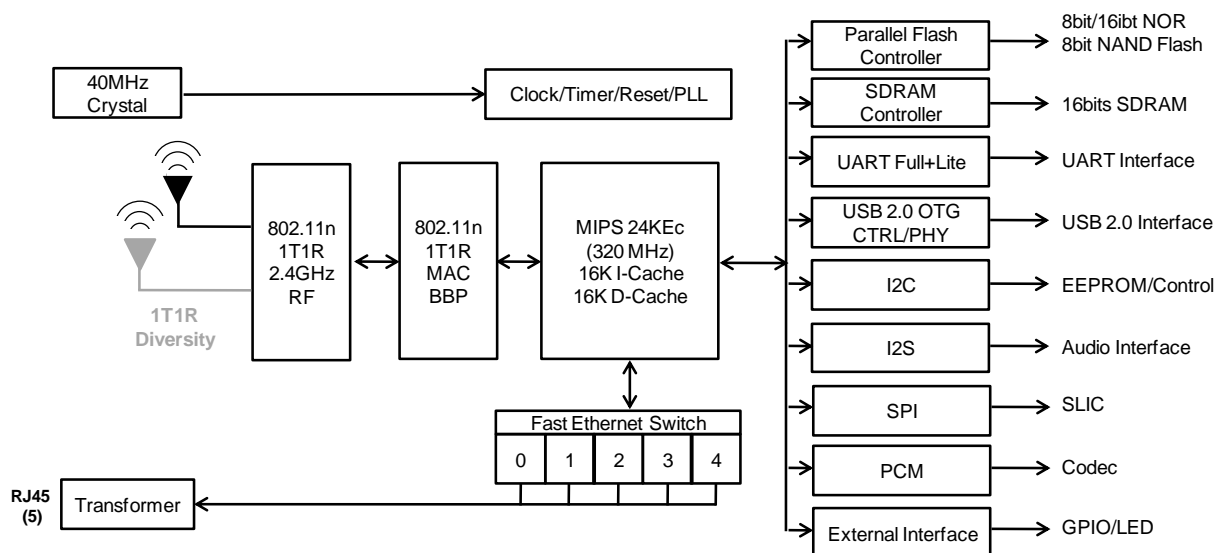 40MHz
Crystal
Clock/Timer/Reset/PLL
1T1R
Diversity
802.11n
1T1R
2.4GHz
RF
802.11n
1T1R
MAC
BBP
MIPS 24KEc
(320 MHz)
16K I-Cache
16K D-Cache
Fast Ethernet Switch
0 1 2 3 4
RJ45
(5)
Transformer
Parallel Flash
Controller
8bit/16ibt NOR
8bit NAND Flash
SDRAM
Controller
16bits SDRAM
UART Full+Lite
UART Interface
USB 2.0 OTG
CTRL/PHY
USB 2.0 Interface
I2C
EEPROM/Control
I2S
Audio Interface
SPI
SLIC
PCM
Codec
External Interface
GPIO/LED